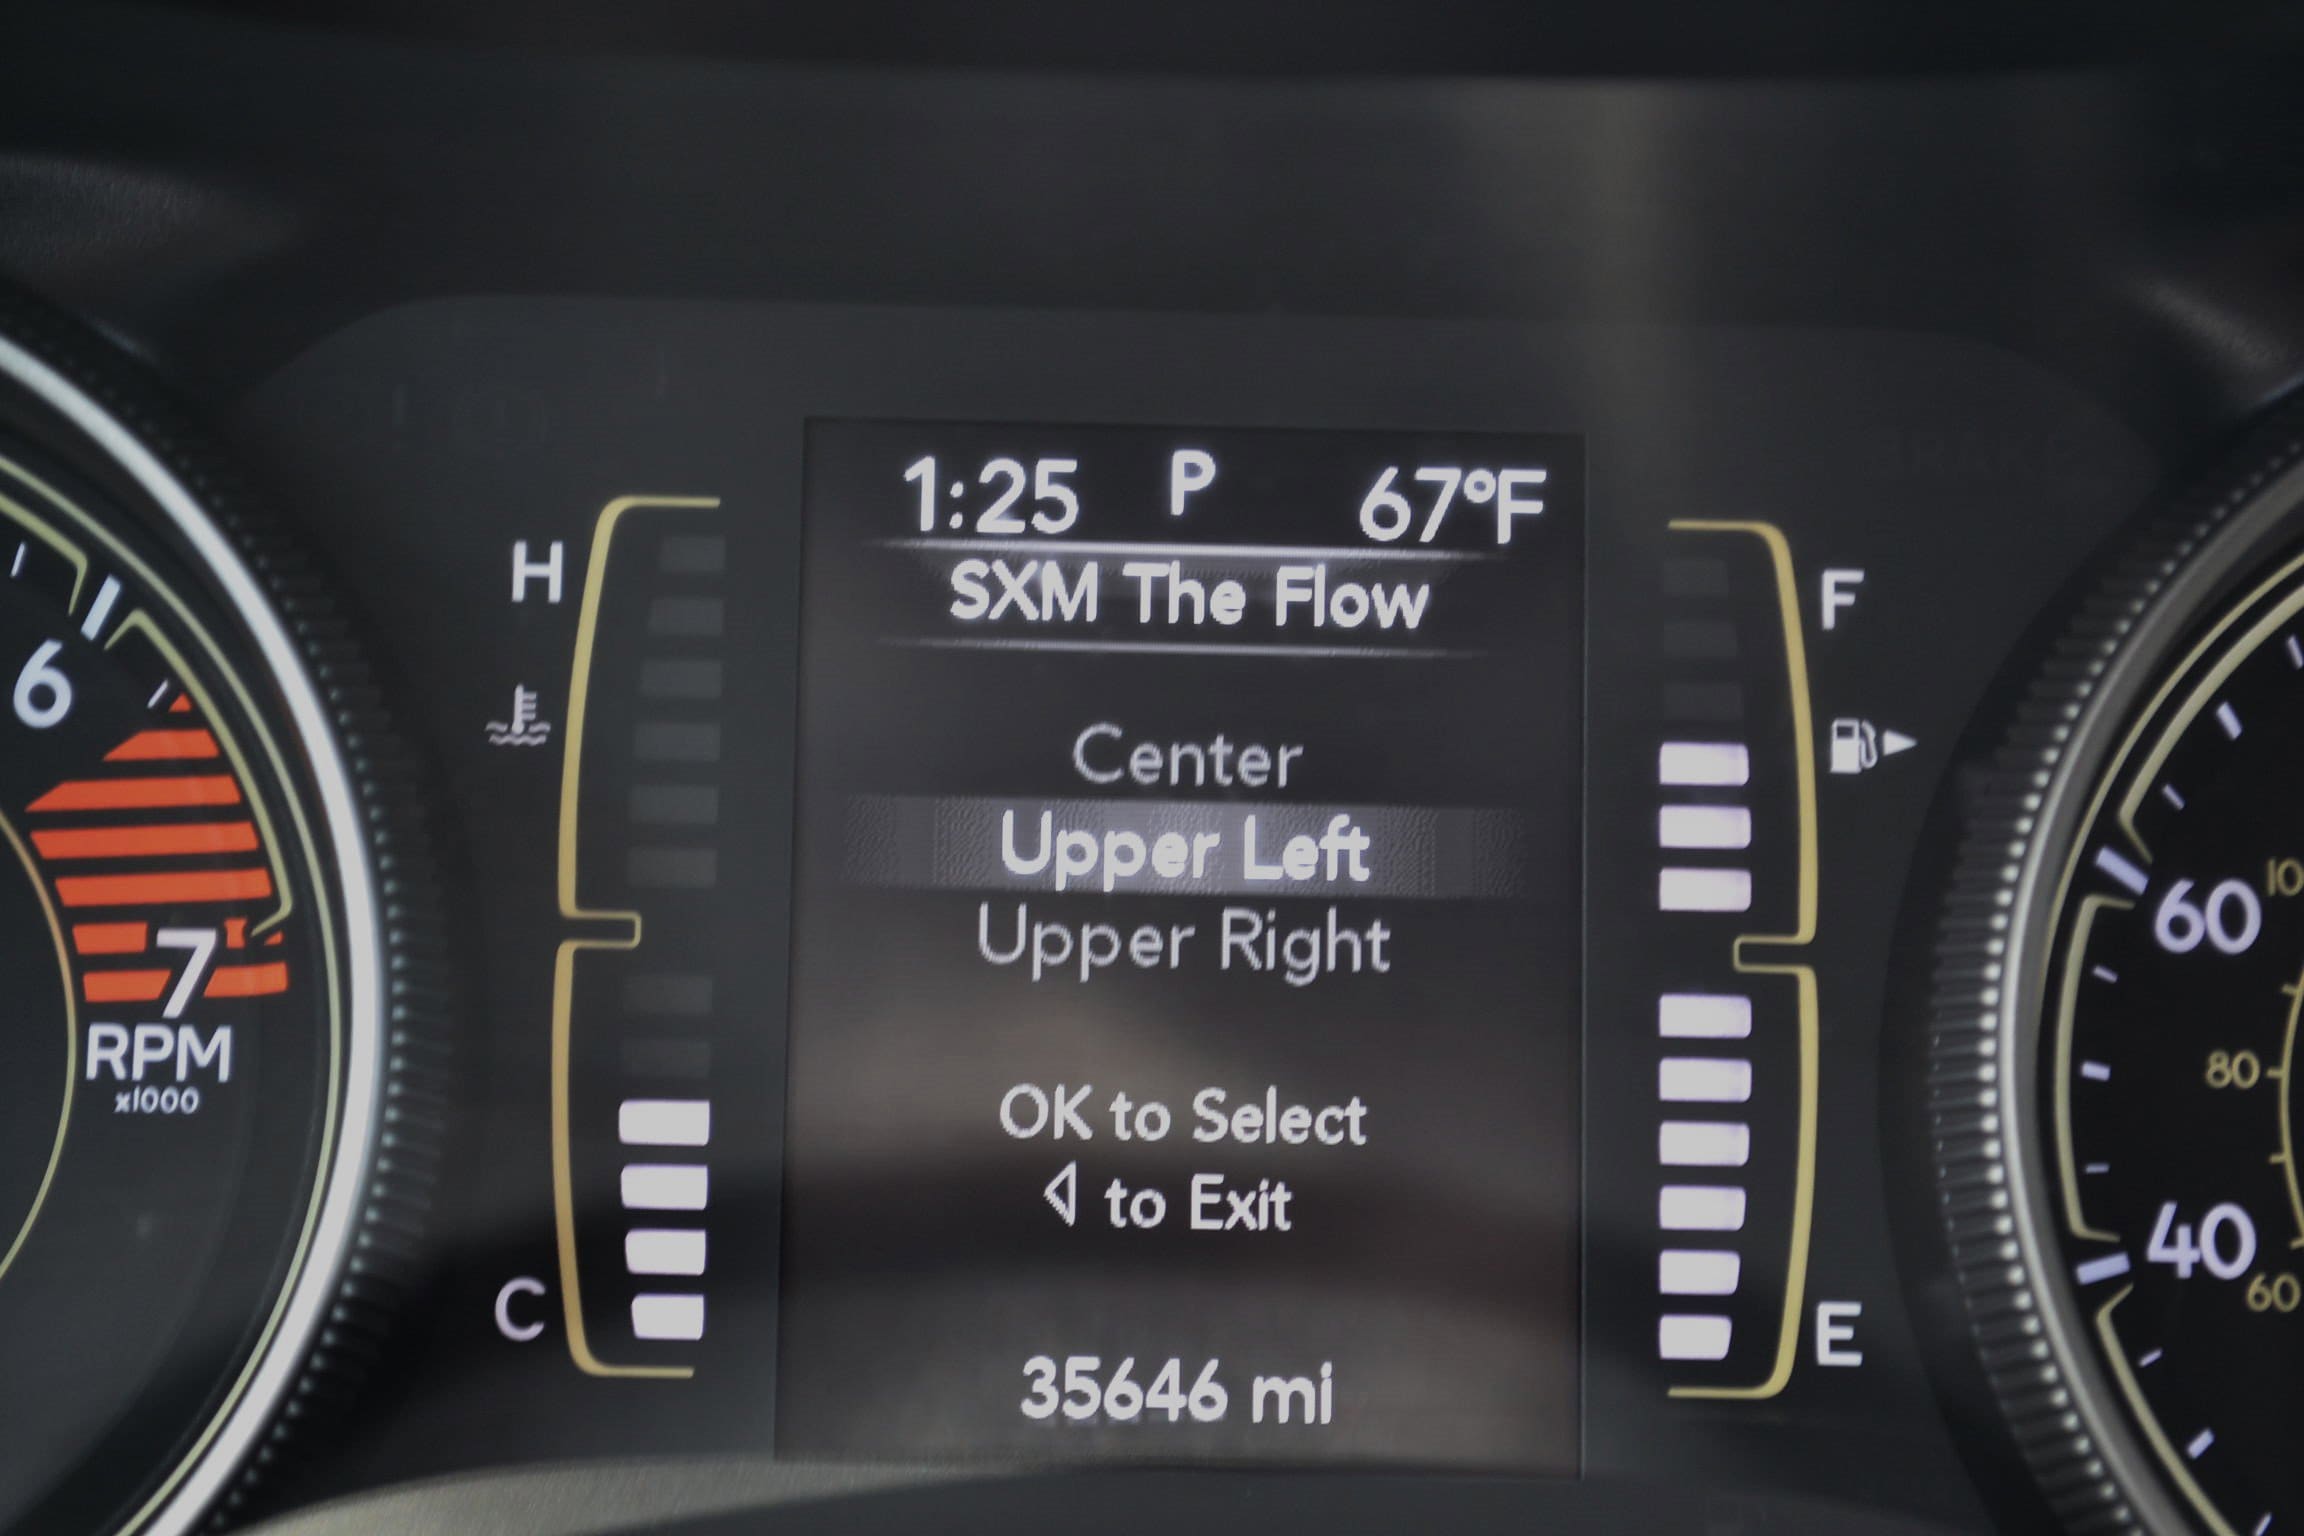 1:25 P 67°F
SXM The Flow
Center
Upper Left
Upper Right
OK to Select
to Exit
35646 mi
H
C
F
E
6
7
RPM
x1000
60
80
40
60